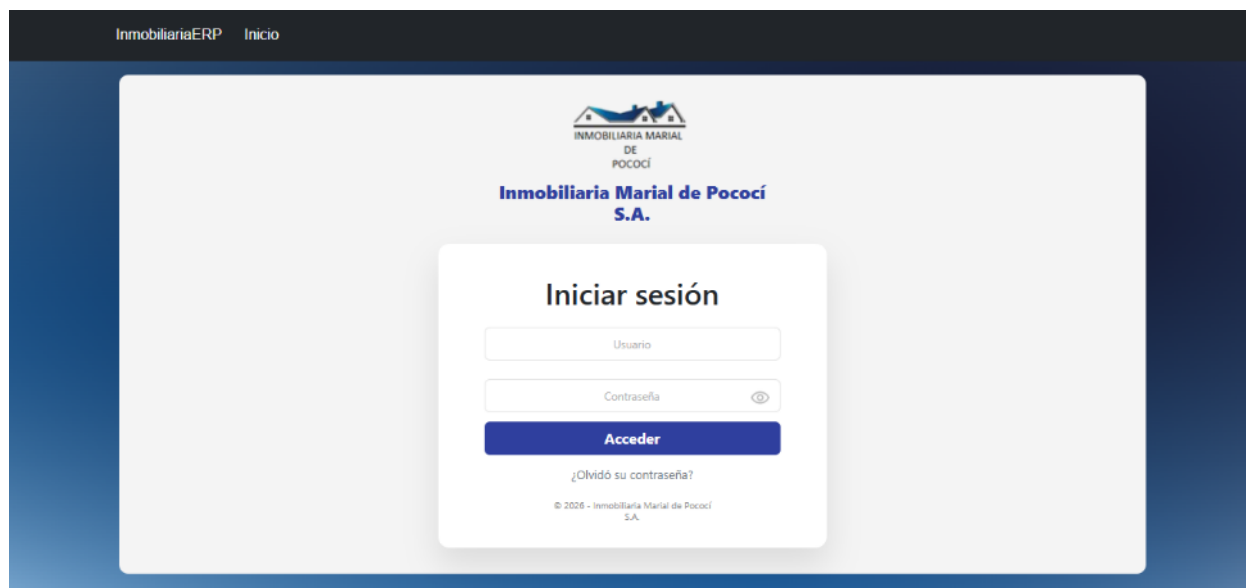 InmobiliariaERP Inicio
INMOBILIARIA MARIAL
DE
POCOCÍ
Inmobiliaria Marial de Pococí
S.A.
Iniciar sesión
Usuario
Contraseña
Acceder
¿Olvidó su contraseña?
© 2026 - Inmobiliaria Marial de Pococí
S.A.